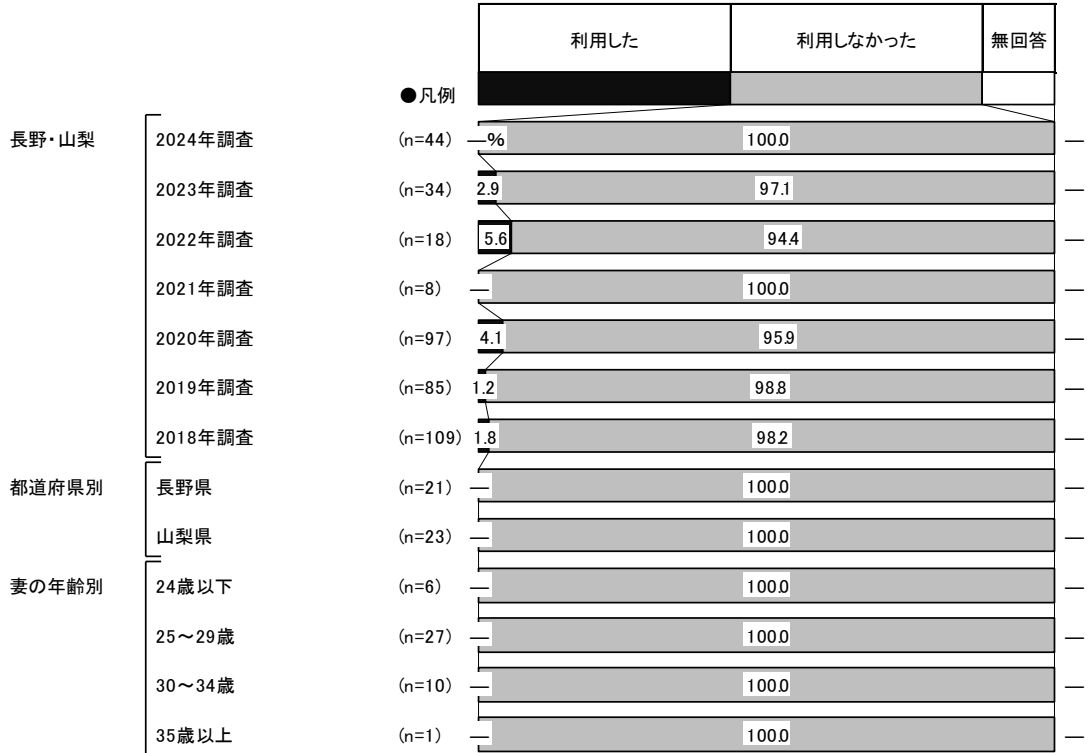 利用した 利用しなかった 無回答
●凡例
長野・山梨 2024年調査 (n=44) —% 100.0 —
2023年調査 (n=34) 2.9 97.1 —
2022年調査 (n=18) 5.6 94.4 —
2021年調査 (n=8) — 100.0 —
2020年調査 (n=97) 4.1 95.9 —
2019年調査 (n=85) 1.2 98.8 —
2018年調査 (n=109) 1.8 98.2 —
都道府県別 長野県 (n=21) — 100.0 —
山梨県 (n=23) — 100.0 —
妻の年齢別 24歳以下 (n=6) — 100.0 —
25～29歳 (n=27) — 100.0 —
30～34歳 (n=10) — 100.0 —
35歳以上 (n=1) — 100.0 —